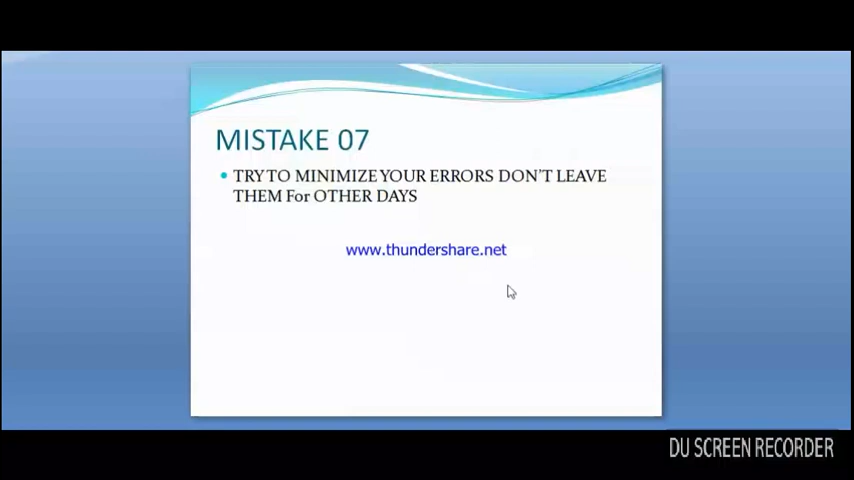 MISTAKE 07
• TRY TO MINIMIZE YOUR ERRORS DON'T LEAVE
THEM For OTHER DAYS
www.thundershare.net
DU SCREEN RECORDER